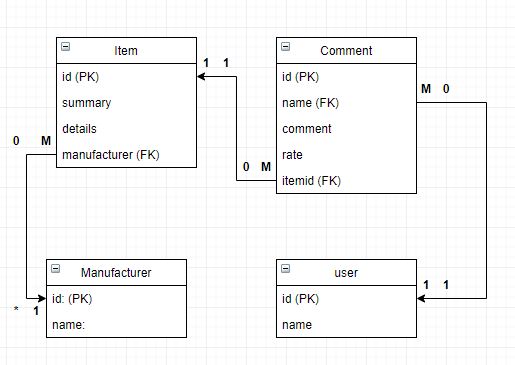 Item
id (PK)
summary
details
manufacturer (FK)
1 1
Comment
id (PK)
name (FK)
comment
rate
itemid (FK)
M 0
0 M
0 M
Manufacturer
id: (PK)
name:
* 1
user
id (PK)
name
1 1